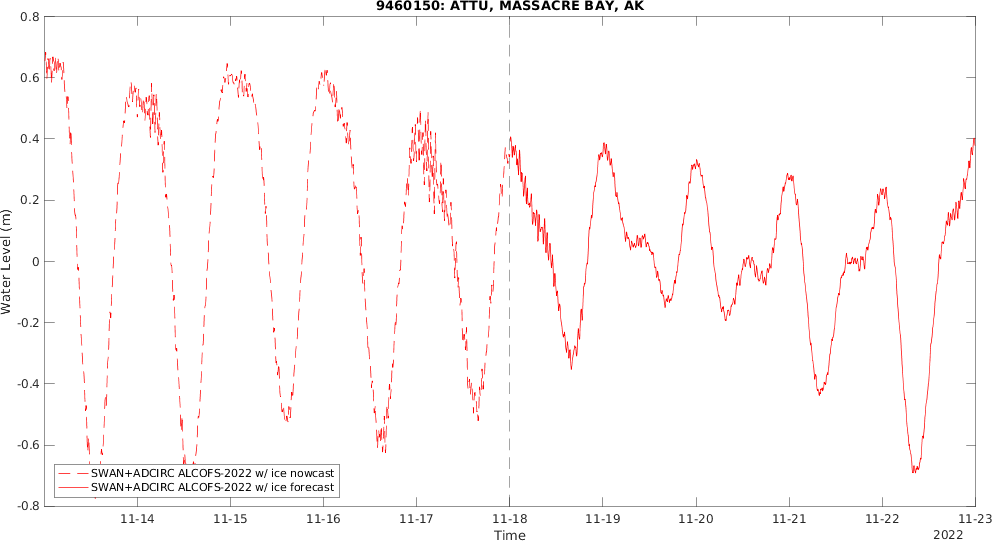 9460150: ATTU, MASSACRE BAY, AK
0.8
0.6
0.4
0.2
0
-0.2
-0.4
-0.6
-0.8
Water Level (m)
SWAN+ADCIRC ALCOFS-2022 w/ ice nowcast
SWAN+ADCIRC ALCOFS-2022 w/ ice forecast
11-14 11-15 11-16 11-17 11-18 11-19 11-20 11-21 11-22 11-23
Time
2022